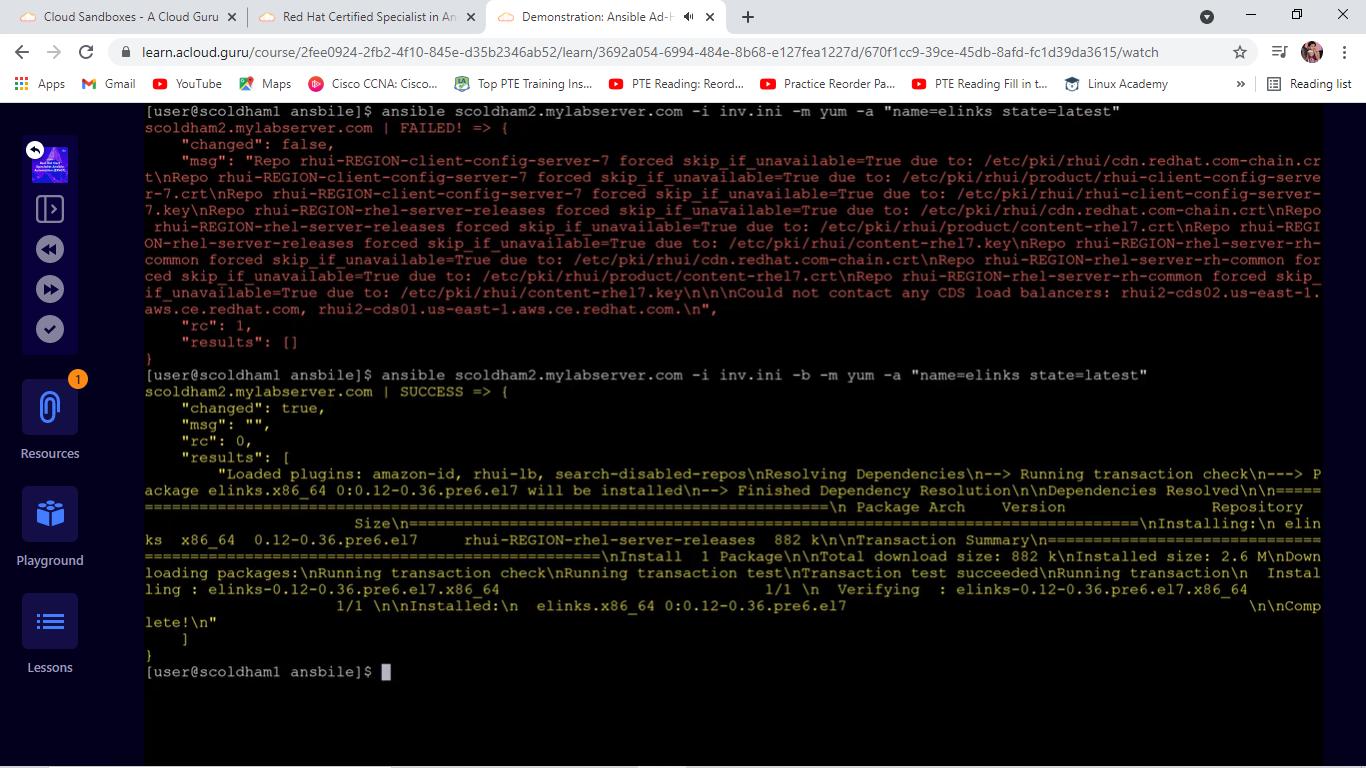 Cloud Sandboxes - A Cloud Guru
Red Hat Certified Specialist in An
Demonstration: Ansible Ad-H
learn.acloud.guru/course/2fee0924-2fb2-4f10-845e-d35b2346ab52/learn/3692a054-6994-484e-8b68-e127fea1227d/670f1cc9-39ce-45db-8afd-fc1d39da3615/watch
Apps
Gmail
YouTube
Maps
Cisco CCNA: Cisco...
Top PTE Training Ins...
PTE Reading: Reord...
Practice Reorder Pa...
PTE Reading Fill in t...
Linux Academy
»
Reading list
[user@scoldham1 ansbile]$ ansible scoldham2.mylabserver.com -i inv.ini -m yum -a "name=elinks state=latest"
scoldham2.mylabserver.com | FAILED! => {
"changed": false,
"msg": "Repo rhui-REGION-client-config-server-7 forced skip_if_unavailable=True due to: /etc/pki/rhui/cdn.redhat.com-chain.cr
t\nRepo rhui-REGION-client-config-server-7 forced skip_if_unavailable=True due to: /etc/pki/rhui/product/rhui-client-config-serve
r-7.crt\nRepo rhui-REGION-client-config-server-7 forced skip_if_unavailable=True due to: /etc/pki/rhui/rhui-client-config-server-
7.key\nRepo rhui-REGION-rhel-server-releases forced skip_if_unavailable=True due to: /etc/pki/rhui/cdn.redhat.com-chain.crt\nRepo
rhui-REGION-rhel-server-releases forced skip_if_unavailable=True due to: /etc/pki/rhui/product/content-rhel7.crt\nRepo rhui-REGI
ON-rhel-server-releases forced skip_if_unavailable=True due to: /etc/pki/rhui/content-rhel7.key\nRepo rhui-REGION-rhel-server-rh-
common forced skip_if_unavailable=True due to: /etc/pki/rhui/cdn.redhat.com-chain.crt\nRepo rhui-REGION-rhel-server-rh-common for
ced skip_if_unavailable=True due to: /etc/pki/rhui/product/content-rhel7.crt\nRepo rhui-REGION-rhel-server-rh-common forced skip_
if_unavailable=True due to: /etc/pki/rhui/content-rhel7.key\n\n\nCould not contact any CDS load balancers: rhui2-cds02.us-east-1.
aws.ce.redhat.com, rhui2-cds01.us-east-1.aws.ce.redhat.com.\n",
"rc": 1,
"results": []
}
[user@scoldham1 ansbile]$ ansible scoldham2.mylabserver.com -i inv.ini -b -m yum -a "name=elinks state=latest"
scoldham2.mylabserver.com | SUCCESS => {
"changed": true,
"msg": "",
"rc": 0,
"results": [
"Loaded plugins: amazon-id, rhui-lb, search-disabled-repos\nResolving Dependencies\n--> Running transaction check\n---> P
ackage elinks.x86_64 0:0.12-0.36.pre6.el7 will be installed\n--> Finished Dependency Resolution\n\nDependencies Resolved\n\n=====
===========================================================================\n Package Arch    Version                Repository
Size\n================================================================================\nInstalling:\n elin
ks  x86_64  0.12-0.36.pre6.el7     rhui-REGION-rhel-server-releases  882 k\n\nTransaction Summary\n==============================
==================================================\nInstall  1 Package\n\nTotal download size: 882 k\nInstalled size: 2.6 M\nDown
loading packages:\nRunning transaction check\nRunning transaction test\nTransaction test succeeded\nRunning transaction\n  Instal
ling : elinks-0.12-0.36.pre6.el7.x86_64                             1/1 \n  Verifying  : elinks-0.12-0.36.pre6.el7.x86_64
1/1 \n\nInstalled:\n  elinks.x86_64 0:0.12-0.36.pre6.el7                                            \n\nComp
lete!\n"
]
}
[user@scoldham1 ansbile]$
1
Resources
Playground
Lessons